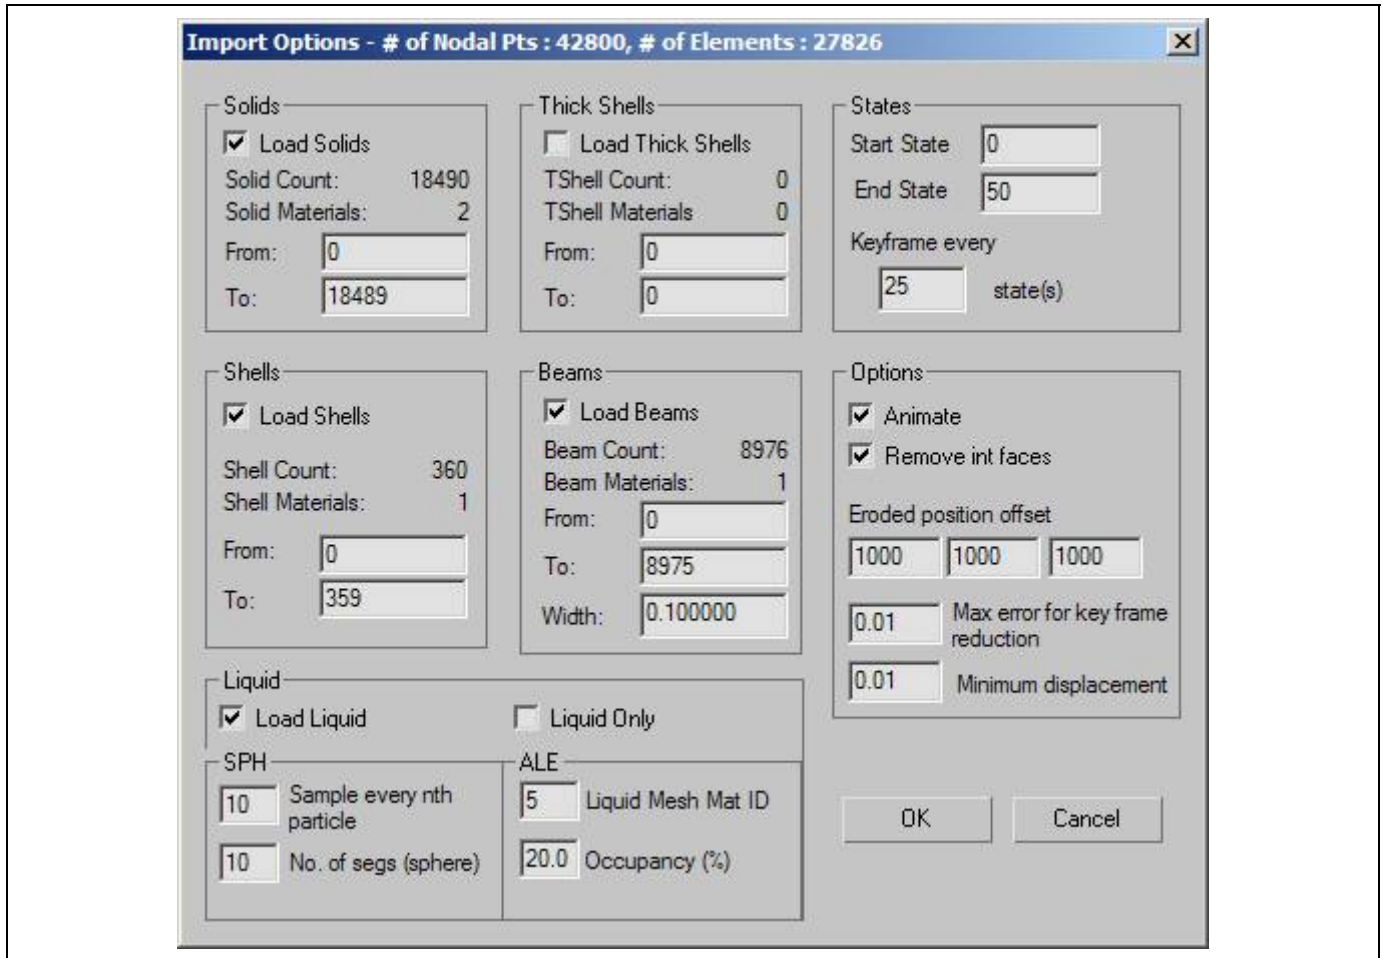 Import Options - # of Nodal Pts : 42800, # of Elements : 27826
Solids
Load Solids
Solid Count: 18490
Solid Materials: 2
From: 0
To: 18489
Thick Shells
Load Thick Shells
TShell Count: 0
TShell Materials 0
From: 0
To: 0
States
Start State 0
End State 50
Keyframe every
25 state(s)
Shells
Load Shells
Shell Count: 360
Shell Materials: 1
From: 0
To: 359
Beams
Load Beams
Beam Count: 8976
Beam Materials: 1
From: 0
To: 8975
Width: 0.100000
Options
Animate
Remove int faces
Eroded position offset
1000 1000 1000
0.01 Max error for key frame
reduction
0.01 Minimum displacement
Liquid
Load Liquid
Liquid Only
SPH
10 Sample every nth
particle
10 No. of segs (sphere)
ALE
5 Liquid Mesh Mat ID
20.0 Occupancy (%)
OK Cancel